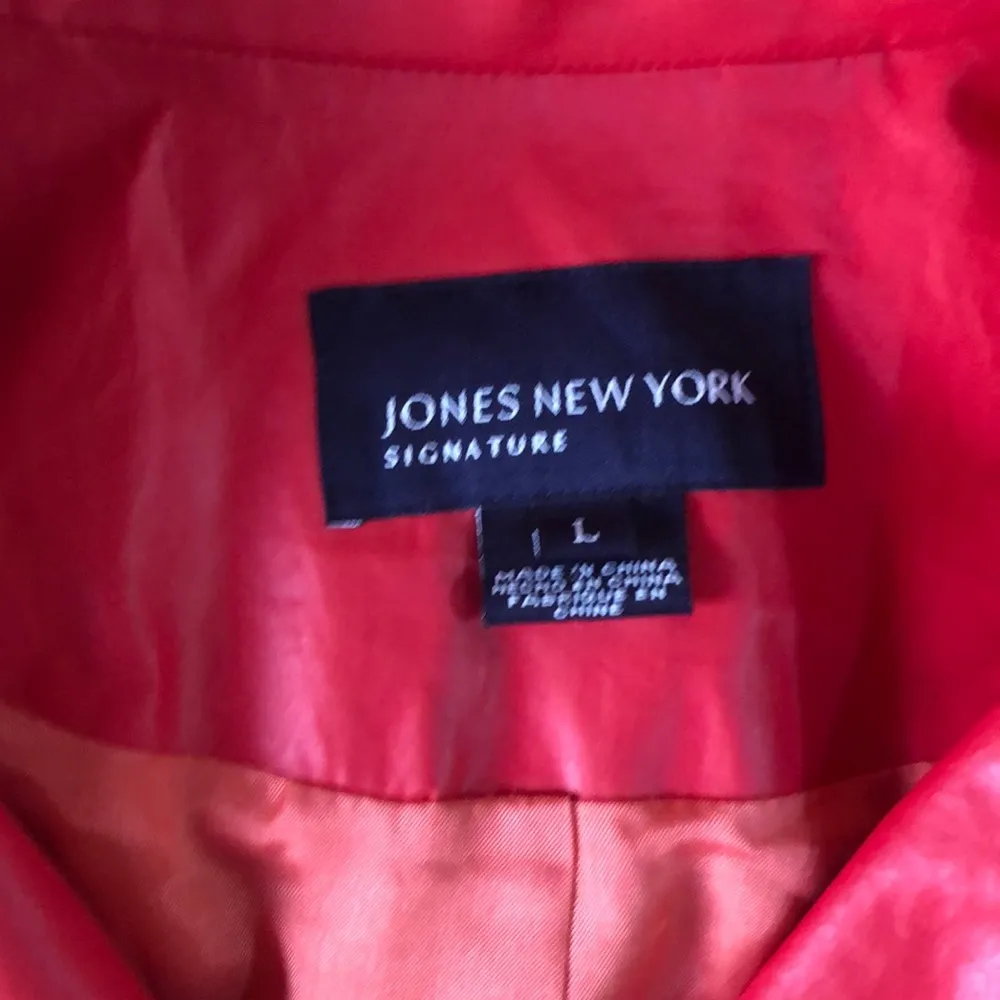 JONES NEW YORK
SIGNATURE
L
MADE IN CHINA
HECHO EN CHINA
FABRIQUE EN
CHINE